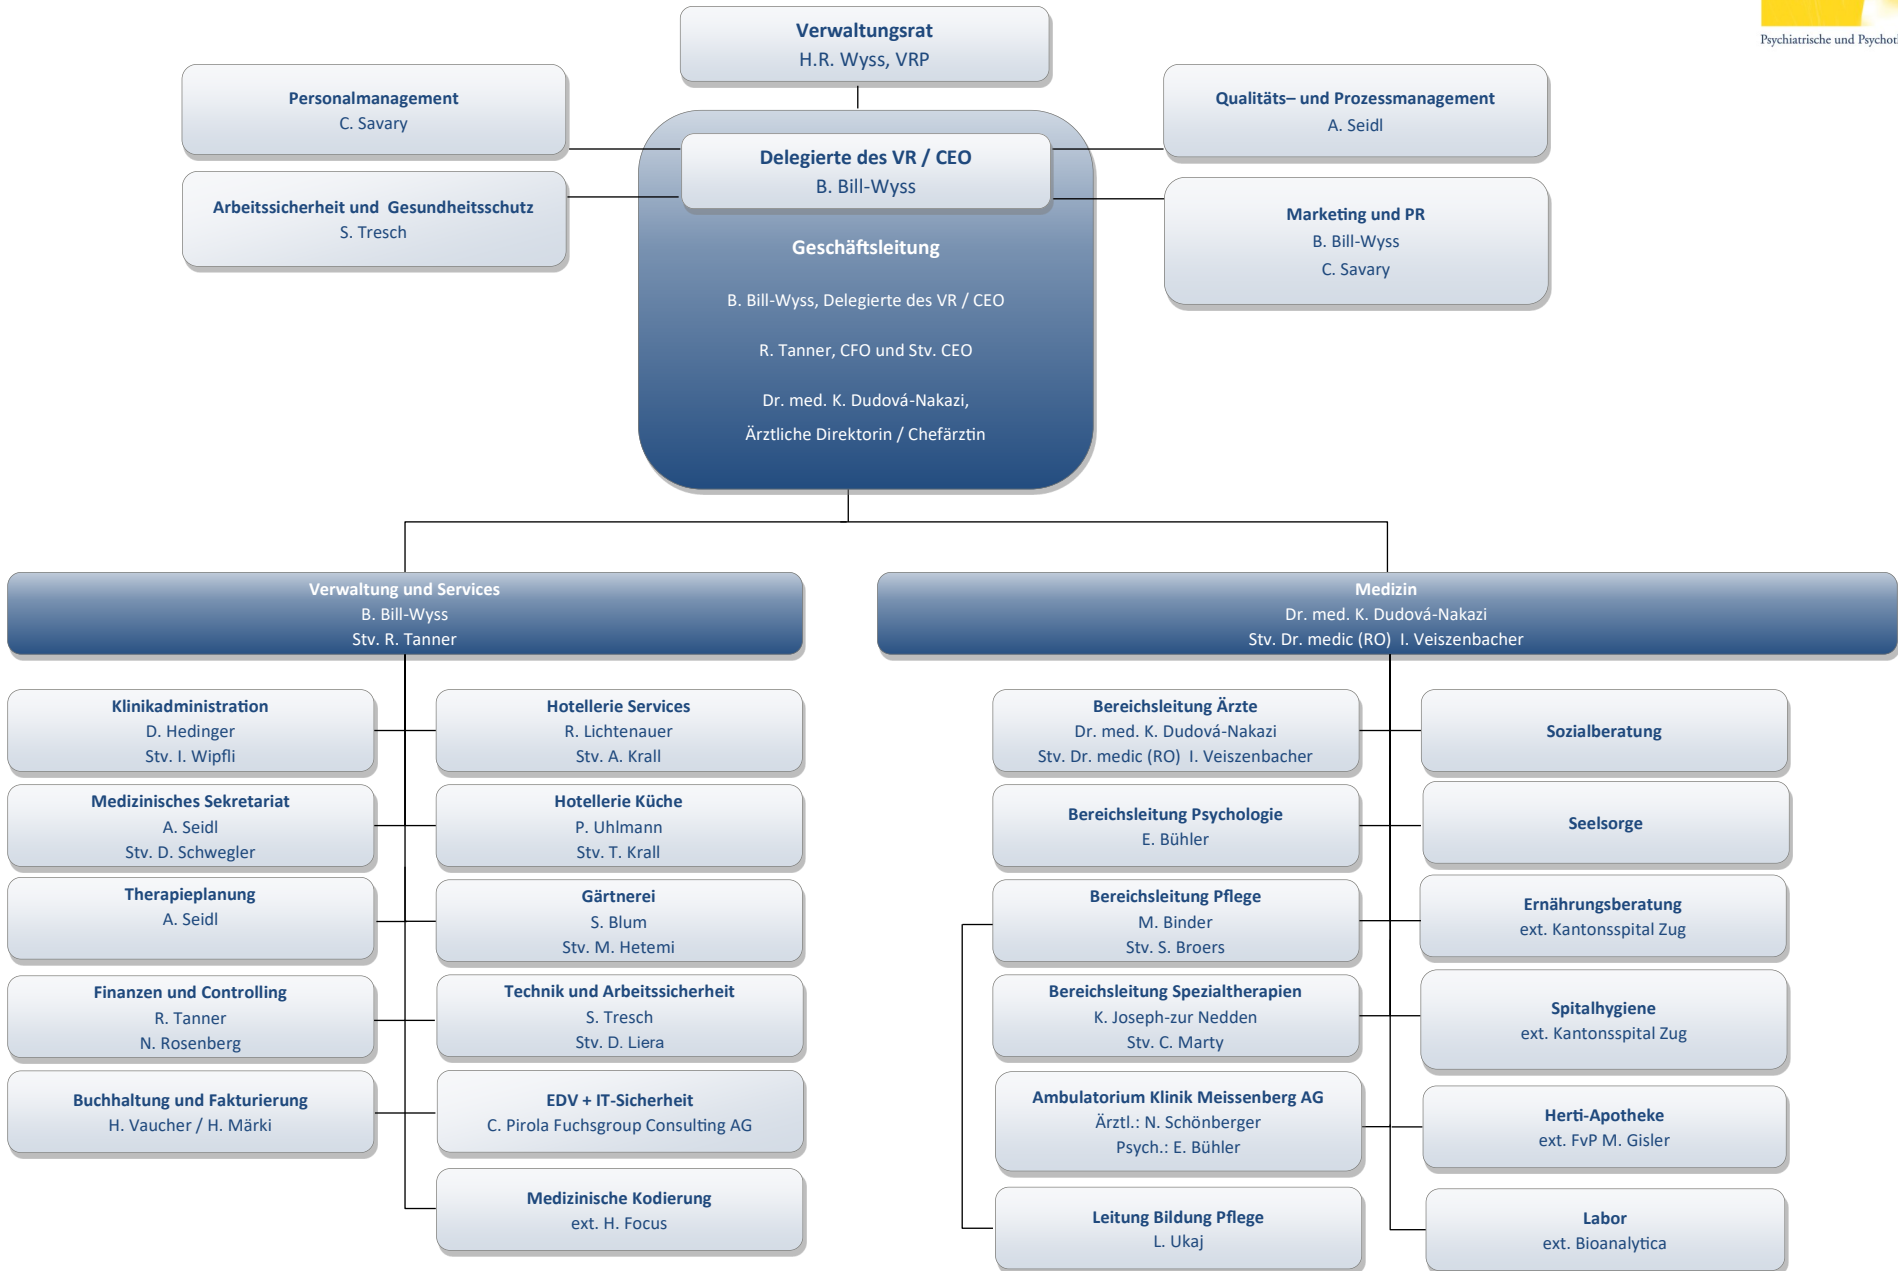 Psychiatrische und
Verwaltungsrat
H.R. Wyss, VRP
Personalmanagement
C. Savary
Qualitäts– und Prozessmanagement
A. Seidl
Delegierte des VR / CEO
B. Bill-Wyss
Arbeitssicherheit und Gesundheitsschutz
S. Tresch
Marketing und PR
B. Bill-Wyss
C. Savary
Geschäftsleitung
B. Bill-Wyss, Delegierte des VR / CEO
R. Tanner, CFO und Stv. CEO
Dr. med. K. Dudová-Nakazi,
Ärztliche Direktorin / Chefärztin
Verwaltung und Services
B. Bill-Wyss
Stv. R. Tanner
Medizin
Dr. med. K. Dudová-Nakazi
Stv. Dr. medic (RO) I. Veiszenbacher
Klinikadministration
D. Hedinger
Stv. I. Wipfli
Hotellerie Services
R. Lichtenauer
Stv. A. Krall
Bereichsleitung Ärzte
Dr. med. K. Dudová-Nakazi
Stv. Dr. medic (RO) I. Veiszenbacher
Sozialberatung
Medizinisches Sekretariat
A. Seidl
Stv. D. Schwegler
Hotellerie Küche
P. Uhlmann
Stv. T. Krall
Bereichsleitung Psychologie
E. Bühler
Seelsorge
Therapieplanung
A. Seidl
Gärtnerei
S. Blum
Stv. M. Hetemi
Bereichsleitung Pflege
M. Binder
Stv. S. Broers
Ernährungsberatung
ext. Kantonsspital Zug
Finanzen und Controlling
R. Tanner
N. Rosenberg
Technik und Arbeitssicherheit
S. Tresch
Stv. D. Liera
Bereichsleitung Spezialtherapien
K. Joseph-zur Nedden
Stv. C. Marty
Spitalhygiene
ext. Kantonsspital Zug
Buchhaltung und Fakturierung
H. Vaucher / H. Märki
EDV + IT-Sicherheit
C. Pirola Fuchsgroup Consulting AG
Ambulatorium Klinik Meissenberg AG
Ärztl.: N. Schönberger
Psych.: E. Bühler
Herti-Apotheke
ext. FvP M. Gisler
Medizinische Kodierung
ext. H. Focus
Leitung Bildung Pflege
L. Ukaj
Labor
ext. Bioanalytica